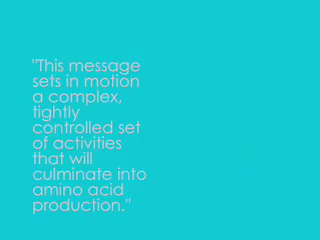 "This message
sets in motion
a complex,
tightly
controlled set
of activities
that will
culminate into
amino acid
production."